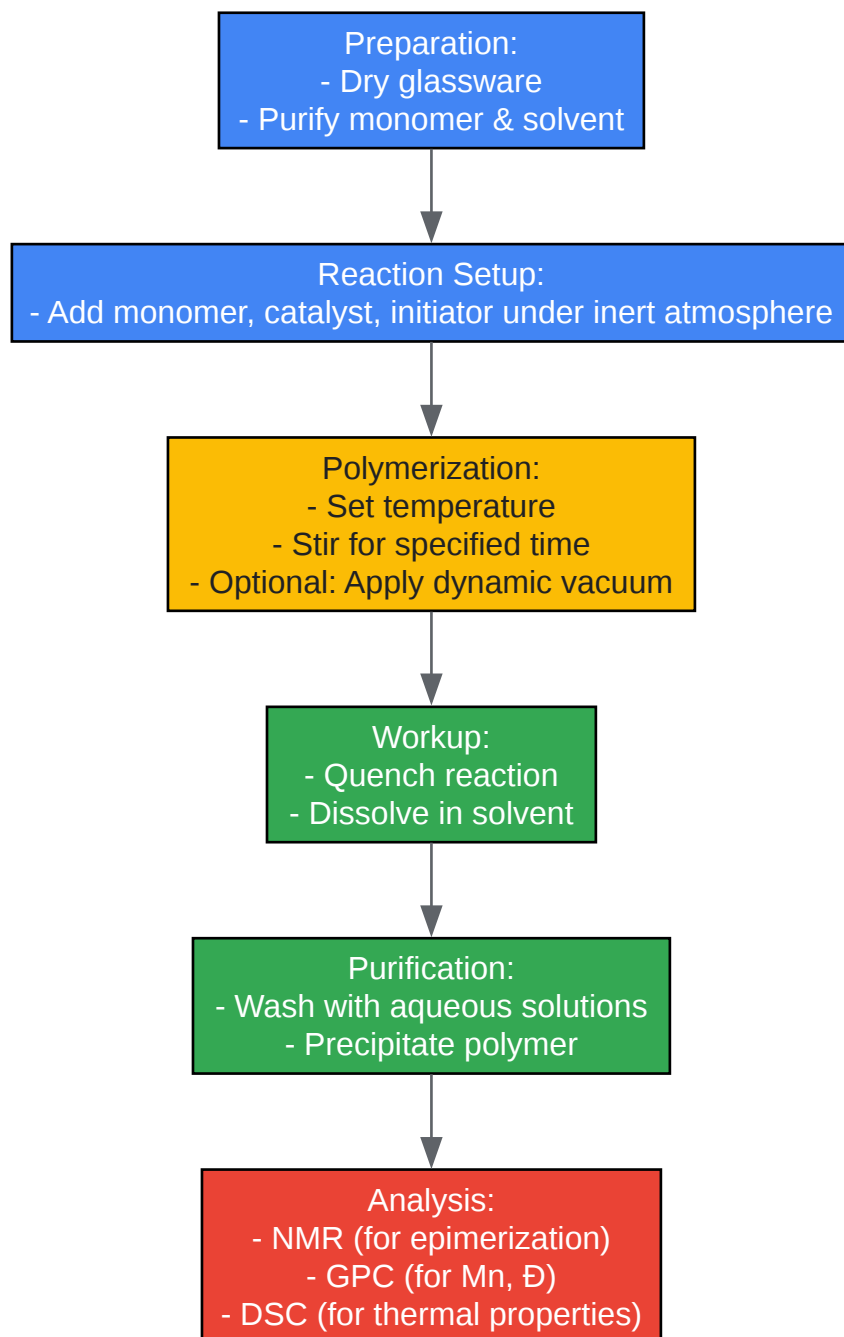 Preparation:
- Dry glassware
- Purify monomer & solvent
Reaction Setup:
- Add monomer, catalyst, initiator under inert atmosphere
Polymerization:
- Set temperature
- Stir for specified time
- Optional: Apply dynamic vacuum
Workup:
- Quench reaction
- Dissolve in solvent
Purification:
- Wash with aqueous solutions
- Precipitate polymer
Analysis:
- NMR (for epimerization)
- GPC (for Mn, Đ)
- DSC (for thermal properties)